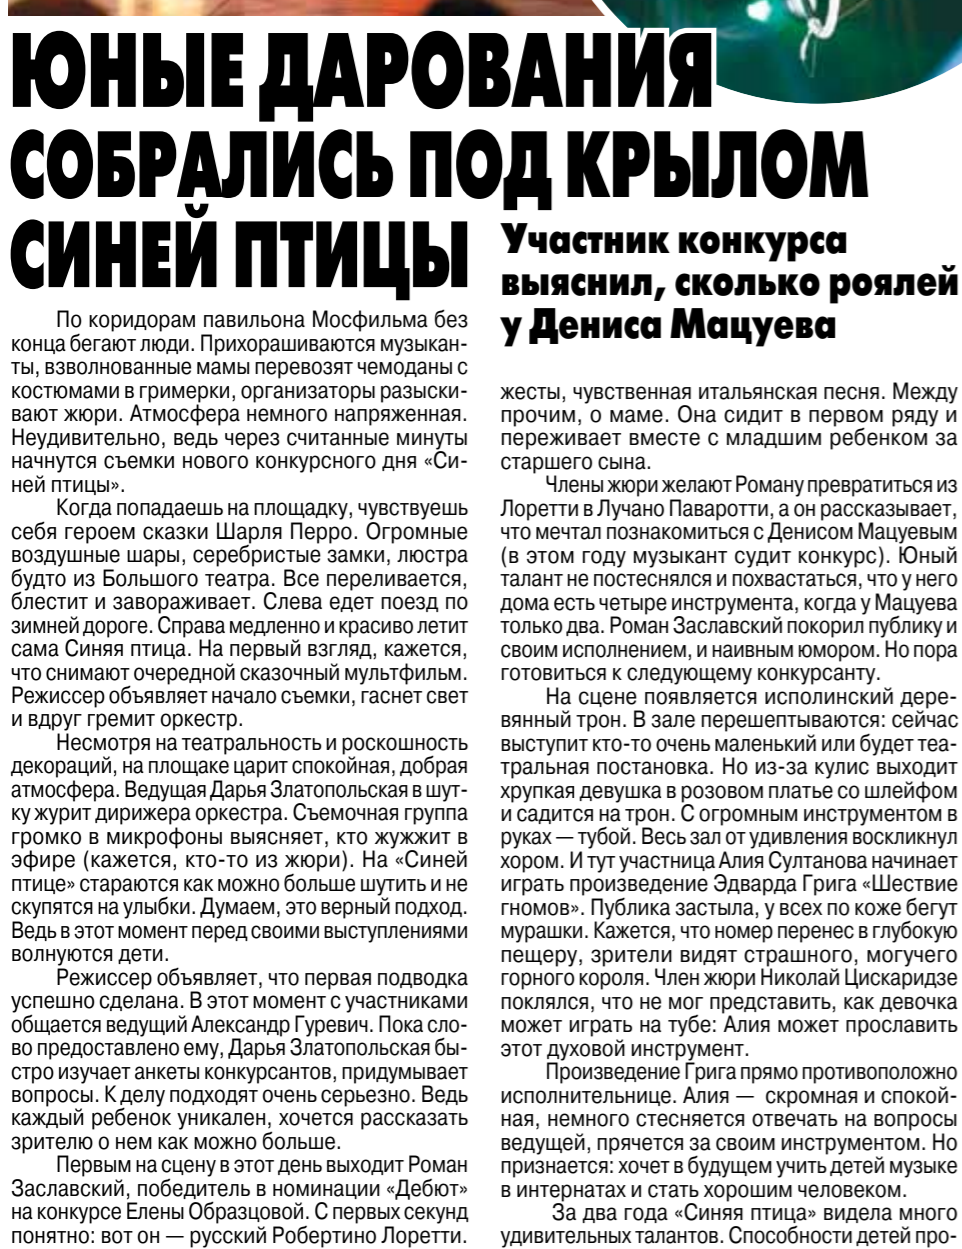 ЮНЫЕ ДАРОВАНИЯ
СОБРАЛИСЬ ПОД КРЫЛОМ
СИНЕЙ ПТИЦЫ
Участник конкурса
выяснил, сколько роялей
у Дениса Мацуева
По коридорам павильона Мосфильма без
конца бегают люди. Прихорашиваются музыкан-
ты, взволнованные мамы перевозят чемоданы с
костюмами в гримерки, организаторы разыски-
вают жюри. Атмосфера немного напряженная.
Неудивительно, ведь через считанные минуты
начнутся съемки нового конкурсного дня «Си-
ней птицы».
Когда попадаешь на площадку, чувствуешь
себя героем сказки Шарля Перро. Огромные
воздушные шары, серебристые замки, люстра
будто из Большого театра. Все переливается,
блестит и завораживает. Слева едет поезд по
зимней дороге. Справа медленно и красиво летит
сама Синяя птица. На первый взгляд, кажется,
что снимают очередной сказочный мультфильм.
Режиссер объявляет начало съемки, гаснет свет
и вдруг гремит оркестр.
Несмотря на театральность и роскошность
декораций, на площаке царит спокойная, добрая
атмосфера. Ведущая Дарья Златопольская в шут-
ку журит дирижера оркестра. Съемочная группа
громко в микрофоны выясняет, кто жужжит в
эфире (кажется, кто-то из жюри). На «Синей
птице» стараются как можно больше шутить и не
скупятся на улыбки. Думаем, это верный подход.
Ведь в этот момент перед своими выступлениями
волнуются дети.
Режиссер объявляет, что первая подводка
успешно сделана. В этот момент с участниками
общается ведущий Александр Гуревич. Пока сло-
во предоставлено ему, Дарья Златопольская бы-
стро изучает анкеты конкурсантов, придумывает
вопросы. К делу подходят очень серьезно. Ведь
каждый ребенок уникален, хочется рассказать
зрителю о нем как можно больше.
Первым на сцену в этот день выходит Роман
Заславский, победитель в номинации «Дебют»
на конкурсе Елены Образцовой. С первых секунд
понятно: вот он — русский Робертино Лоретти.
жесты, чувственная итальянская песня. Между
прочим, о маме. Она сидит в первом ряду и
переживает вместе с младшим ребенком за
старшего сына.
Члены жюри желают Роману превратиться из
Лоретти в Лучано Паваротти, а он рассказывает,
что мечтал познакомиться с Денисом Мацуевым
(в этом году музыкант судит конкурс). Юный
талант не постеснялся и похвастаться, что у него
дома есть четыре инструмента, когда у Мацуева
только два. Роман Заславский покорил публику и
своим исполнением, и наивным юмором. Но пора
готовиться к следующему конкурсанту.
На сцене появляется исполинский дере-
вянный трон. В зале перешептываются: сейчас
выступит кто-то очень маленький или будет теа-
тральная постановка. Но из-за кулис выходит
хрупкая девушка в розовом платье со шлейфом
и садится на трон. С огромным инструментом в
руках — тубой. Весь зал от удивления воскликнул
хором. И тут участница Алия Султанова начинает
играть произведение Эдварда Грига «Шествие
гномов». Публика застыла, у всех по коже бегут
мурашки. Кажется, что номер перенес в глубокую
пещеру, зрители видят страшного, могучего
горного короля. Член жюри Николай Цискаридзе
поклялся, что не мог представить, как девочка
может играть на тубе: Алия может прославить
этот духовой инструмент.
Произведение Грига прямо противоположно
исполнительнице. Алия — скромная и спокой-
ная, немного стесняется отвечать на вопросы
ведущей, прячется за своим инструментом. Но
признается: хочет в будущем учить детей музыке
в интернатах и стать хорошим человеком.
За два года «Синяя птица» видела много
удивительных талантов. Способности детей про-